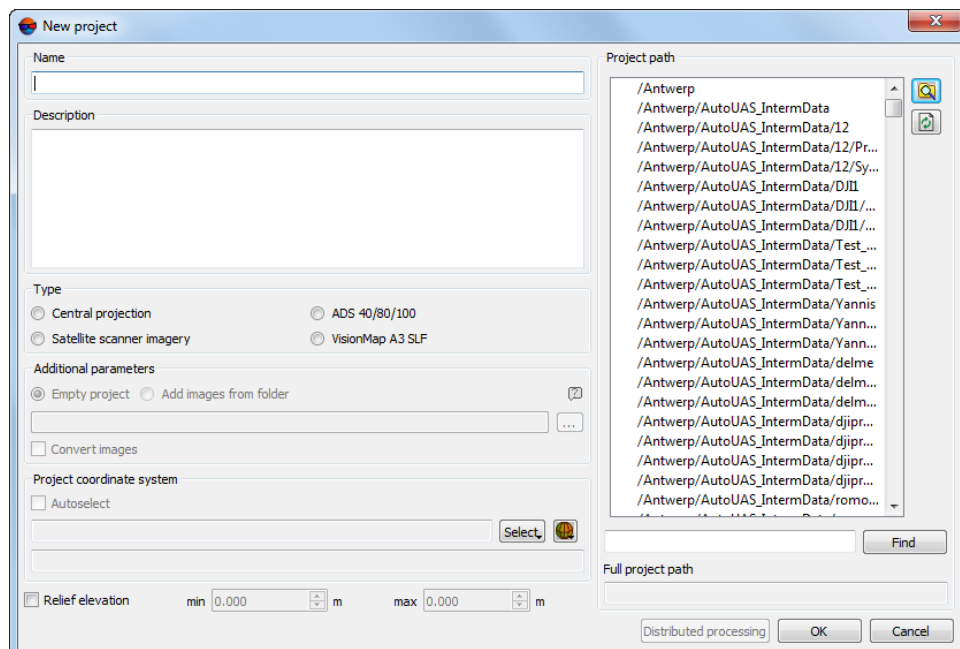 New project
Name
Description
Type
Central projection
ADS 40/80/100
Satellite scanner imagery
VisionMap A3 SLF
Additional parameters
Empty project
Add images from folder
...
Convert images
Project coordinate system
Autoselect
Select
Relief elevation
min 0.000 m
max 0.000 m
Project path
/Antwerp
/Antwerp/AutoUAS_IntermData
/Antwerp/AutoUAS_IntermData/12
/Antwerp/AutoUAS_IntermData/12/Pr...
/Antwerp/AutoUAS_IntermData/12/Sy...
/Antwerp/AutoUAS_IntermData/DJI1
/Antwerp/AutoUAS_IntermData/DJI1/...
/Antwerp/AutoUAS_IntermData/DJI1/...
/Antwerp/AutoUAS_IntermData/Test_...
/Antwerp/AutoUAS_IntermData/Test_...
/Antwerp/AutoUAS_IntermData/Test_...
/Antwerp/AutoUAS_IntermData/Yannis
/Antwerp/AutoUAS_IntermData/Yann...
/Antwerp/AutoUAS_IntermData/Yann...
/Antwerp/AutoUAS_IntermData/delme
/Antwerp/AutoUAS_IntermData/delm...
/Antwerp/AutoUAS_IntermData/delm...
/Antwerp/AutoUAS_IntermData/djipr...
/Antwerp/AutoUAS_IntermData/djipr...
/Antwerp/AutoUAS_IntermData/djipr...
/Antwerp/AutoUAS_IntermData/djipr...
/Antwerp/AutoUAS_IntermData/romo...
Find
Full project path
Distributed processing
OK
Cancel